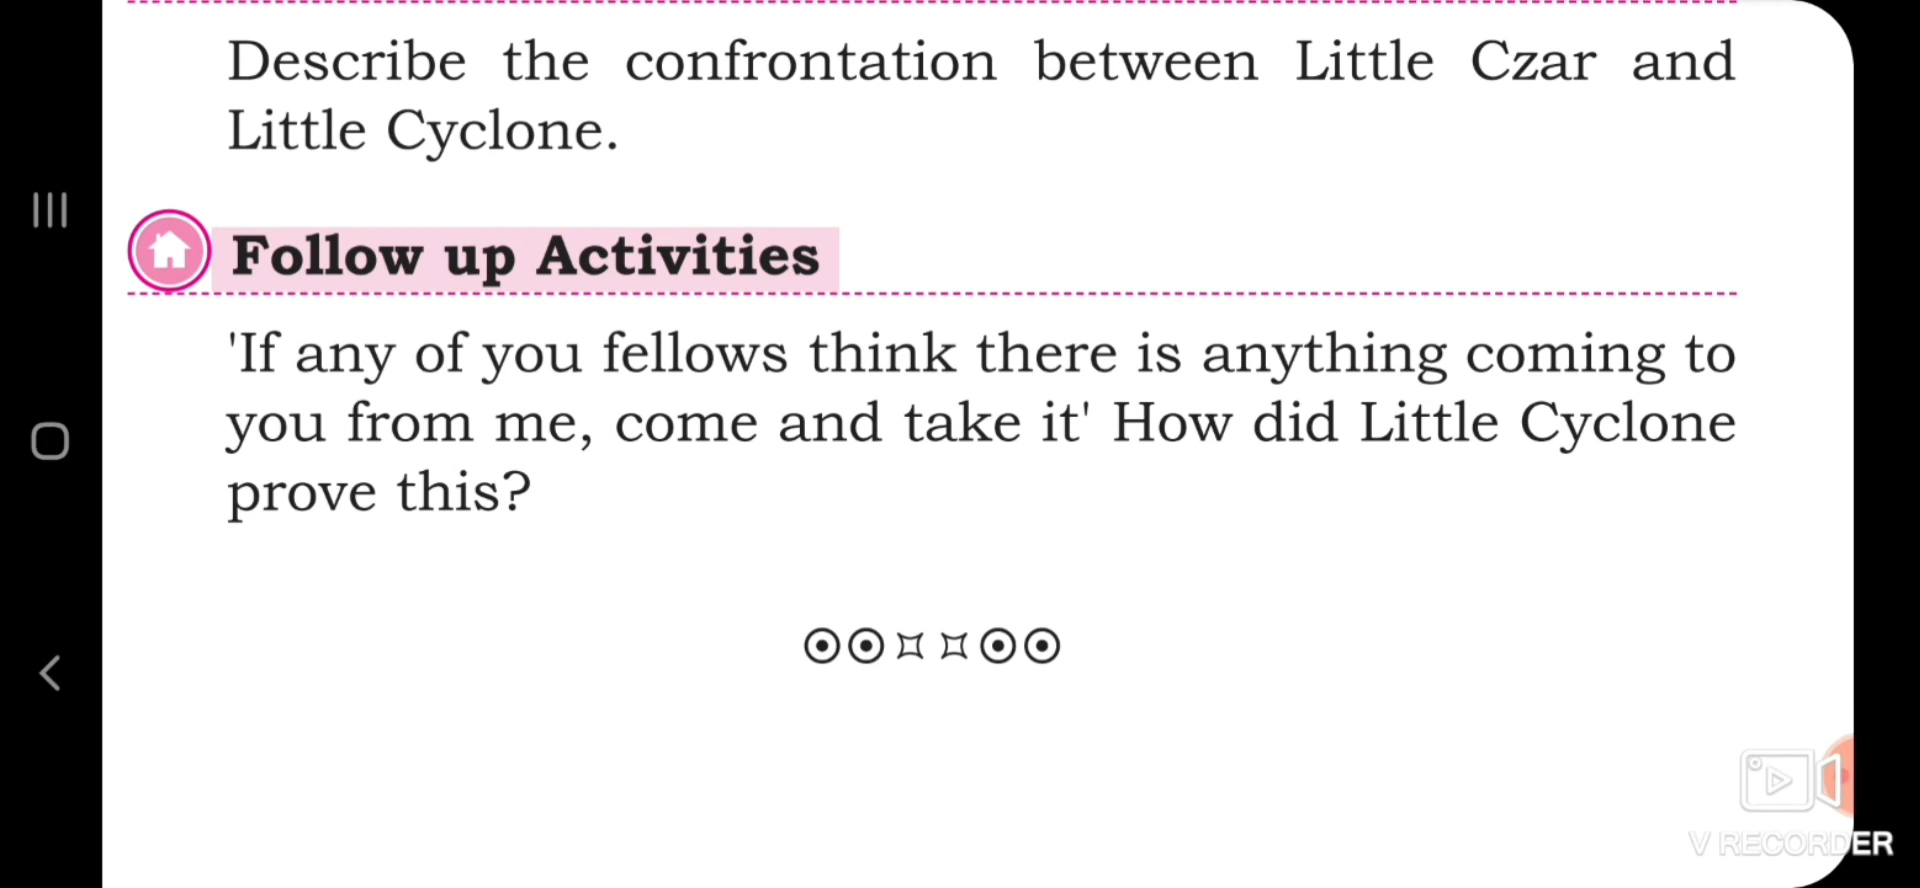 Describe the confrontation between Little Czar and
Little Cyclone.
Follow up Activities
'If any of you fellows think there is anything coming to
you from me, come and take it' How did Little Cyclone
prove this?
V RECORDER